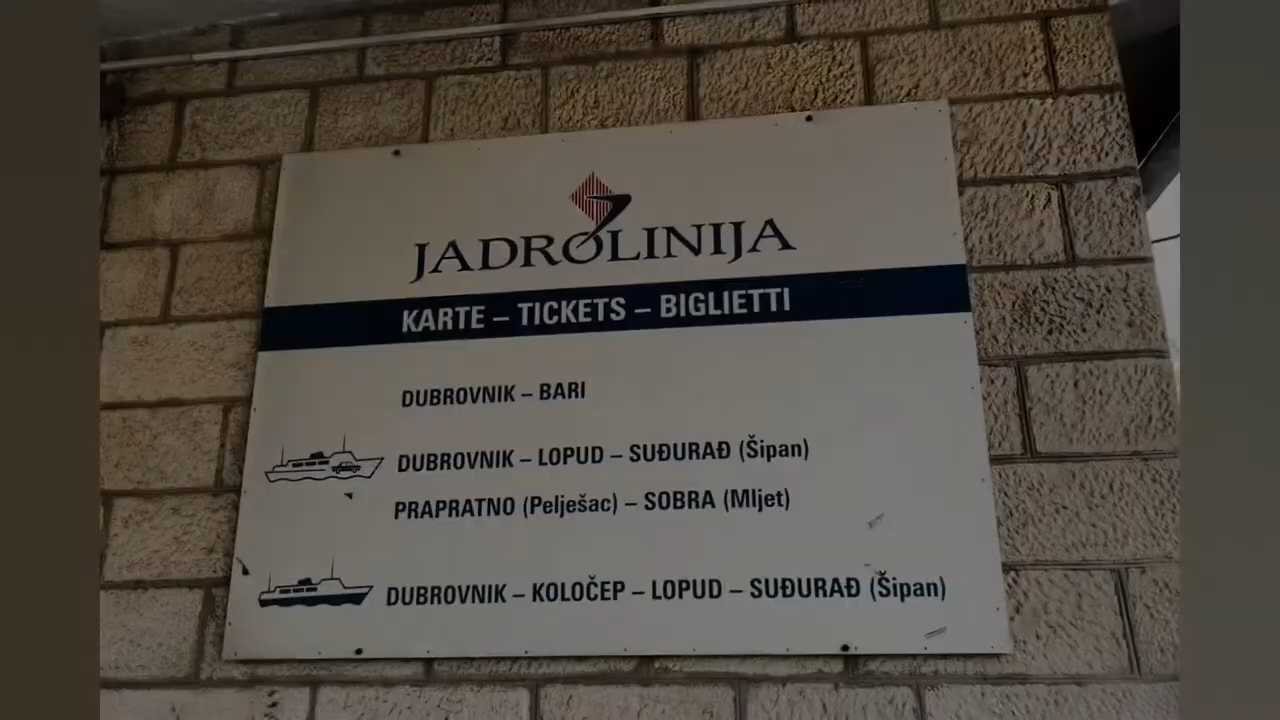 JADROLINIJA
KARTE – TICKETS – BIGLIETTI
DUBROVNIK – BARI
DUBROVNIK – LOPUD – SUĐURAĐ (Šipan)
PRAPRATNO (Pelješac) – SOBRA (Mljet)
DUBROVNIK – KOLOČEP – LOPUD – SUĐURAĐ (Šipan)